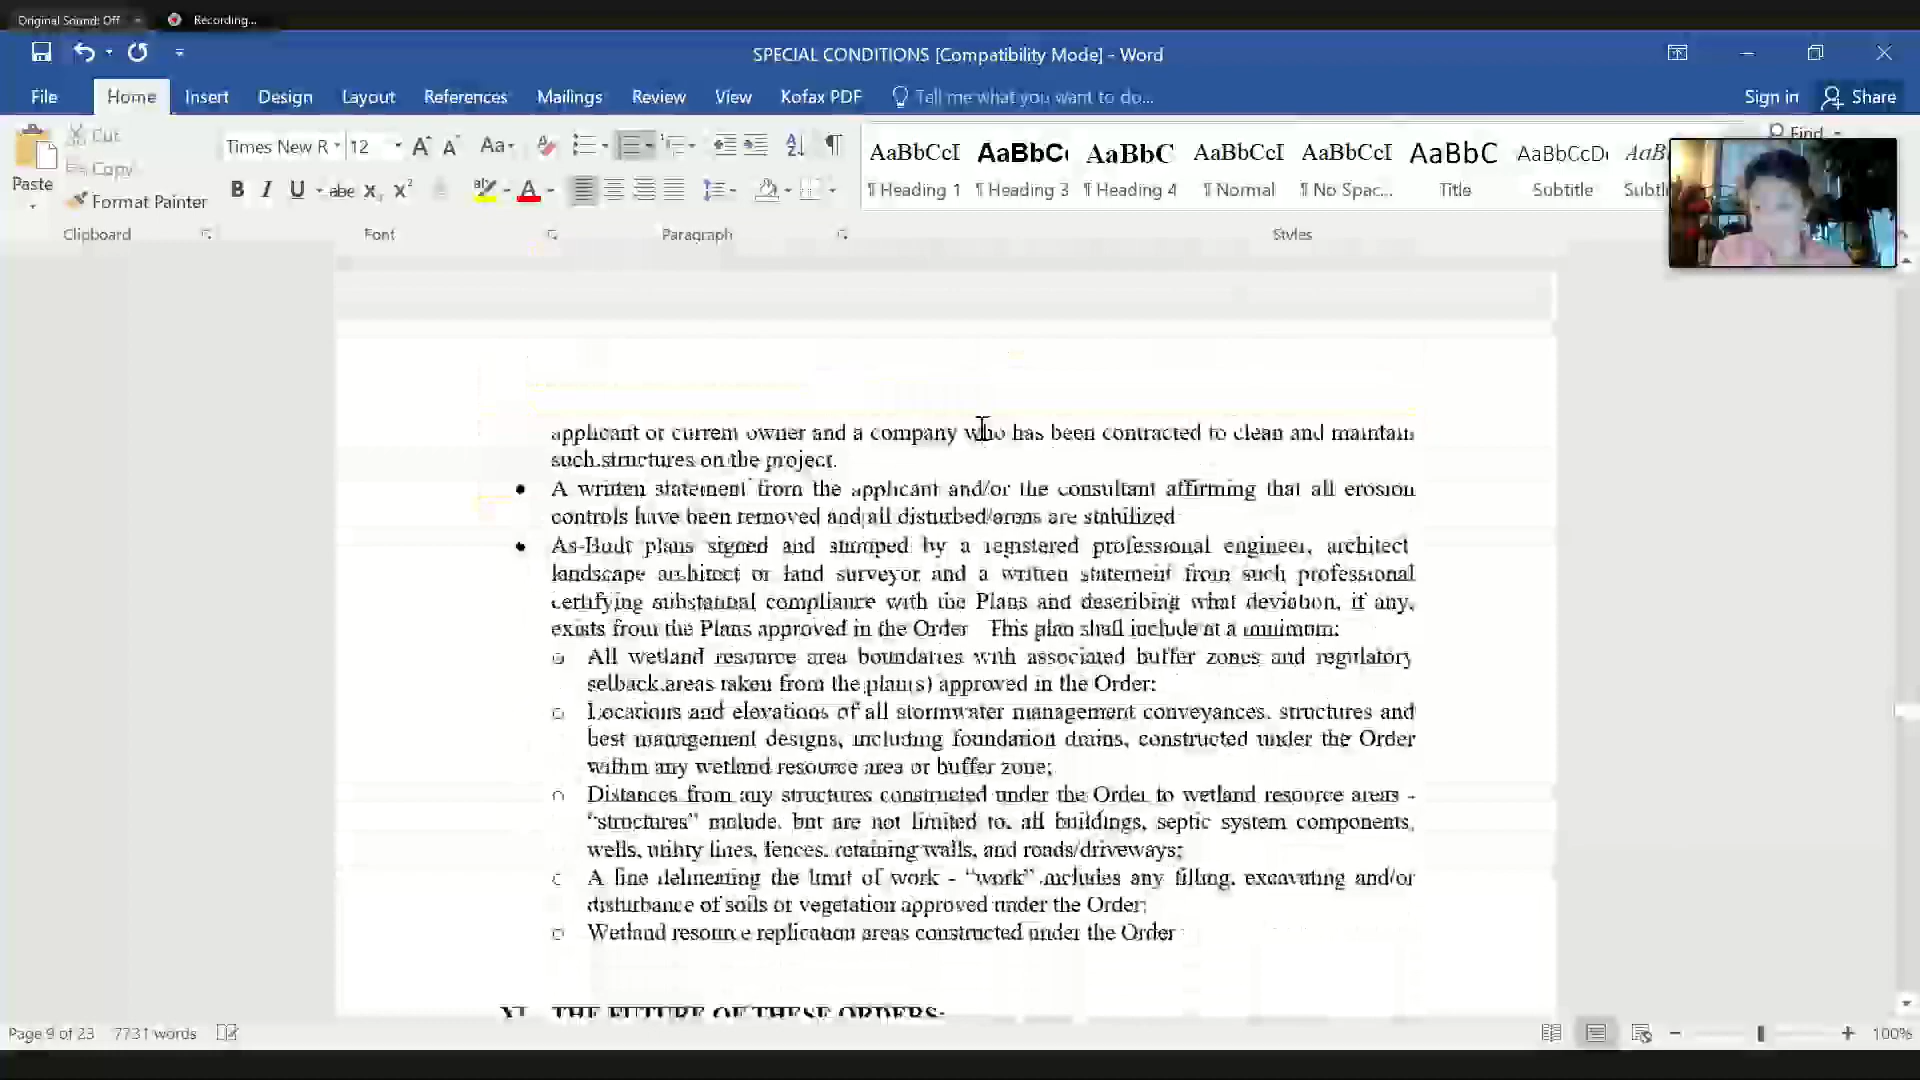 Original Sound: Off
Recording...
SPECIAL CONDITIONS [Compatibility Mode] - Word
File Home Insert Design Layout References Mailings Review View Kofax PDF Tell me what you want to do... Sign in Share
Cut
Copy
Paste
Format Painter
Clipboard
Times New R 12
Font
Paragraph
AaBbCcI AaBbCc AaBbC AaBbCcI AaBbCcI AaBbC AaBbCcDi AaB
¶ Heading 1 ¶ Heading 3 ¶ Heading 4 ¶ Normal ¶ No Spac... Title Subtitle Subtl
Styles
Find
applicant or current owner and a company who has been contracted to clean and maintain
such structures on the project.
• A written statement from the applicant and/or the consultant affirming that all erosion
controls have been removed and all disturbed areas are stabilized
• As-Built plans signed and stamped by a registered professional engineer, architect
landscape architect or land surveyor and a written statement from such professional
certifying substantial compliance with the Plans and describing what deviation, if any,
exists from the Plans approved in the Order This plan shall include at a minimum:
o All wetland resource area boundaries with associated buffer zones and regulatory
setback areas taken from the plan(s) approved in the Order;
o Locations and elevations of all stormwater management conveyances, structures and
best management designs, including foundation drains, constructed under the Order
within any wetland resource area or buffer zone;
o Distances from any structures constructed under the Order to wetland resource areas -
"structures" include, but are not limited to, all buildings, septic system components,
wells, utility lines, fences, retaining walls, and roads/driveways;
o A line delineating the limit of work - "work" includes any filling, excavating and/or
disturbance of soils or vegetation approved under the Order;
o Wetland resource replication areas constructed under the Order
XI. THE FUTURE OF THESE ORDERS:
Page 9 of 23 7731 words
100%